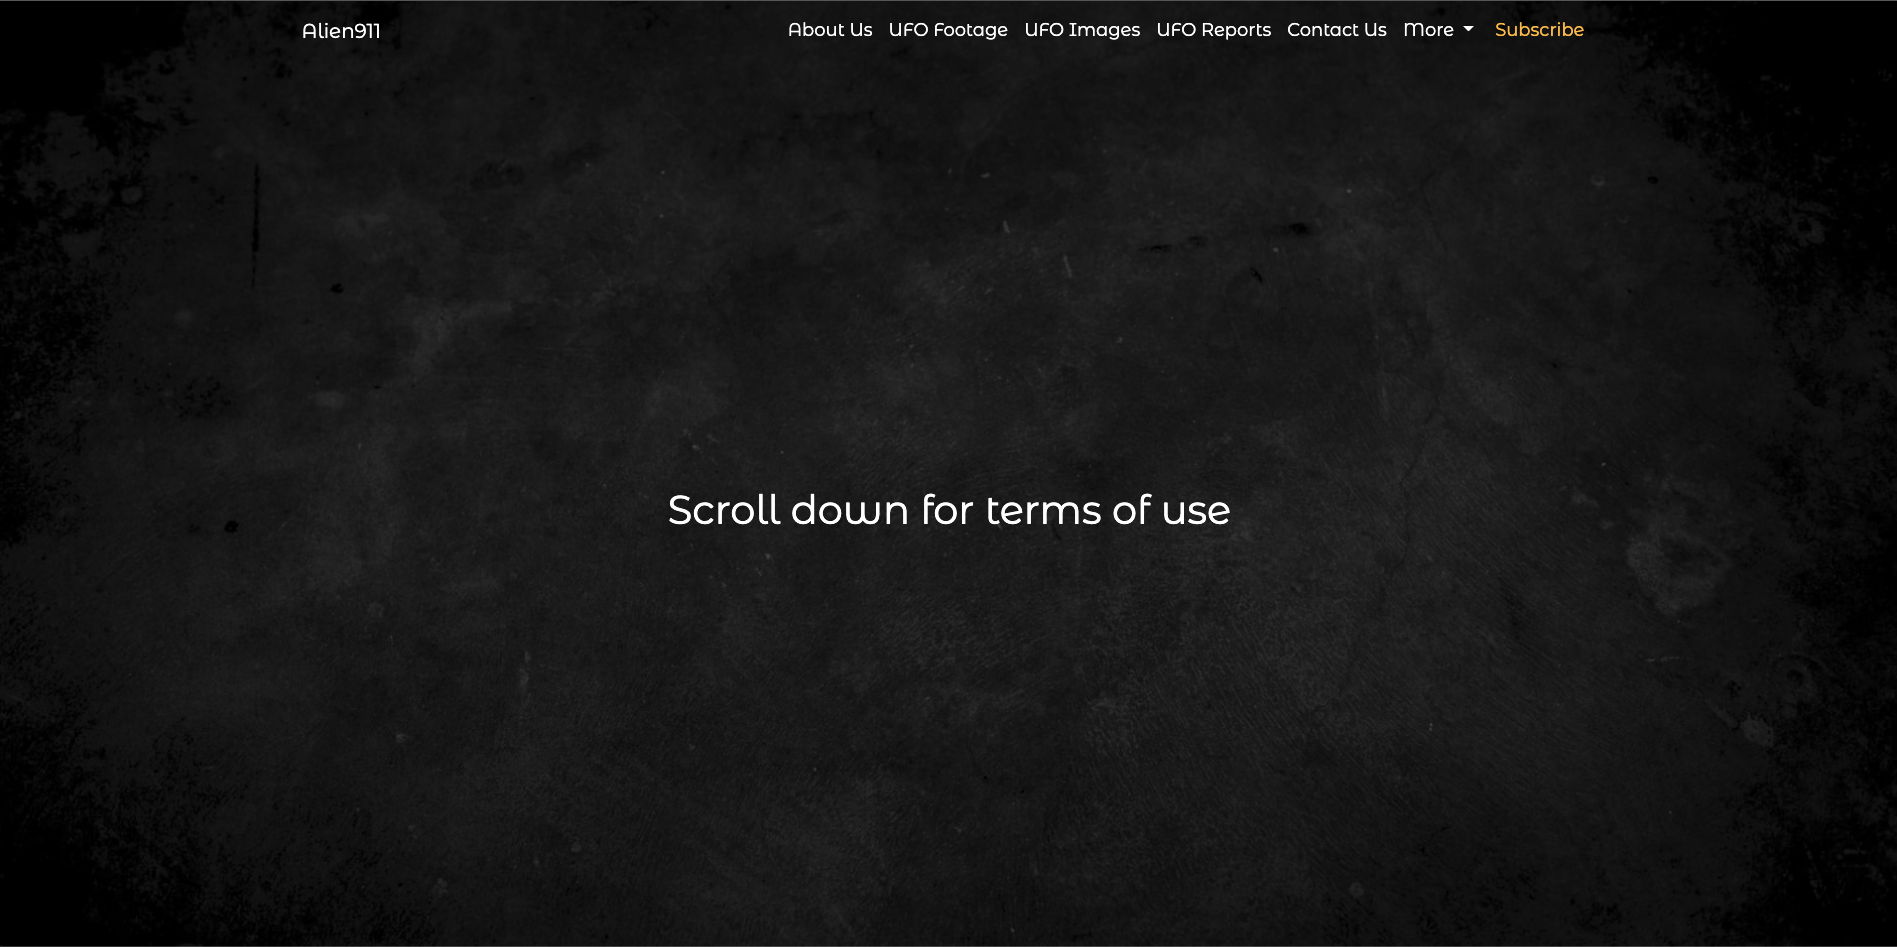 Alien911
About Us UFO Footage UFO Images UFO Reports Contact Us More Subscribe
Scroll down for terms of use